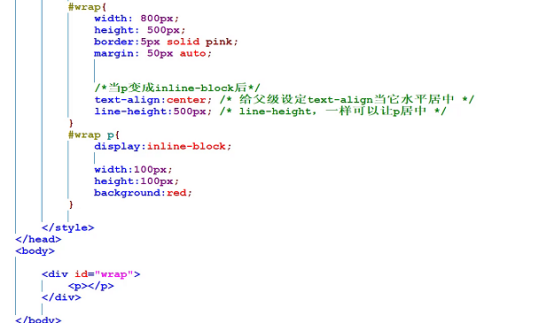 #wrap{
width: 800px;
height: 500px;
border:5px solid pink;
margin: 50px auto;
/*当p变成inline-block后*/
text-align:center; /* 给父级设定text-align当它水平居中 */
line-height:500px; /* line-height，一样可以让p居中 */
}
#wrap p{
display:inline-block;
width:100px;
height:100px;
background:red;
}
</style>
</head>
<body>
<div id="wrap">
<p></p>
</div>
</body>